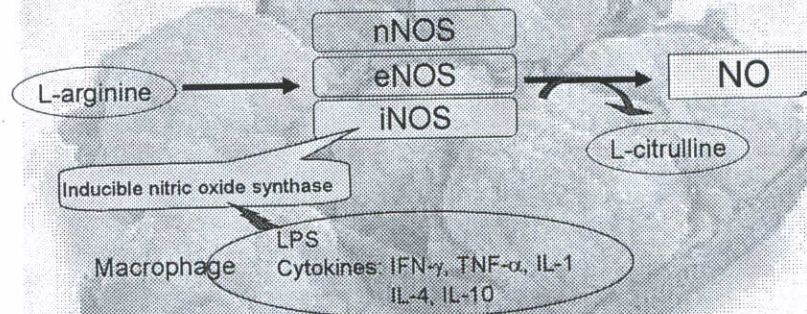 nNOS
L-arginine
eNOS
NO
iNOS
L-citrulline
Inducible nitric oxide synthase
LPS
Macrophage
Cytokines: IFN-γ, TNF-α, IL-1
IL-4, IL-10